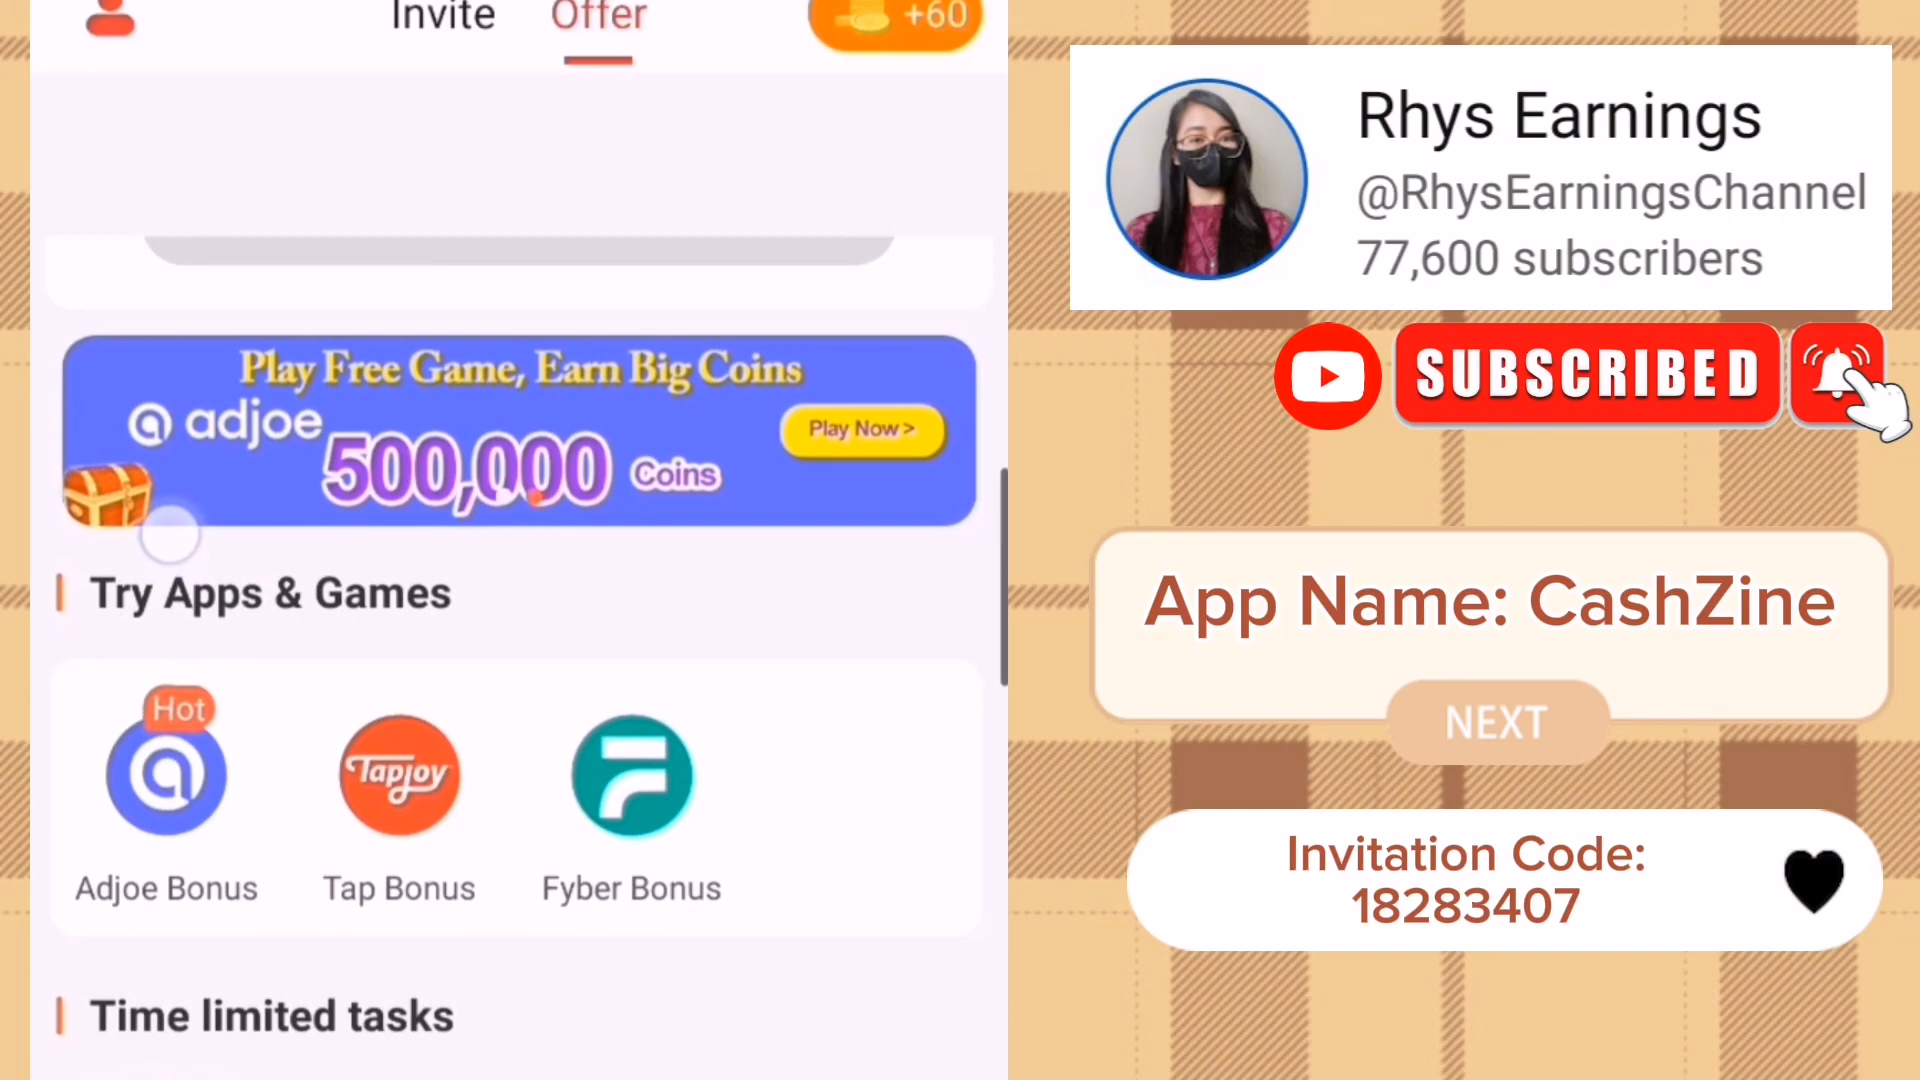 Invite
Offer
+60
Play Free Game, Earn Big Coins
adjoe
500,000 Coins
Play Now >
Try Apps & Games
Hot
Tapjoy
Adjoe Bonus
Tap Bonus
Fyber Bonus
Time limited tasks
Rhys Earnings
@RhysEarningsChannel
77,600 subscribers
SUBSCRIBED
App Name: CashZine
NEXT
Invitation Code:
18283407